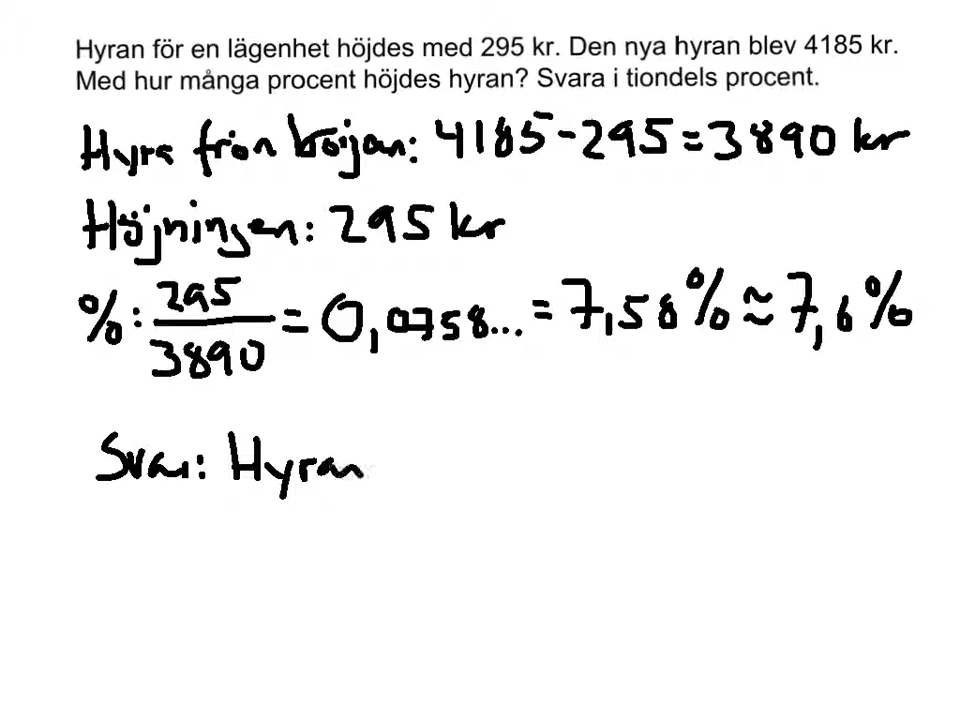 Hyran för en lägenhet höjdes med 295 kr. Den nya hyran blev 4185 kr.
Med hur många procent höjdes hyran? Svara i tiondels procent.
Hyra från början: 4185-295=3890 kr
Höjningen: 295 kr
%: 295/3890 = 0,0758... = 7,58% ≈ 7,6%
Svar: Hyran